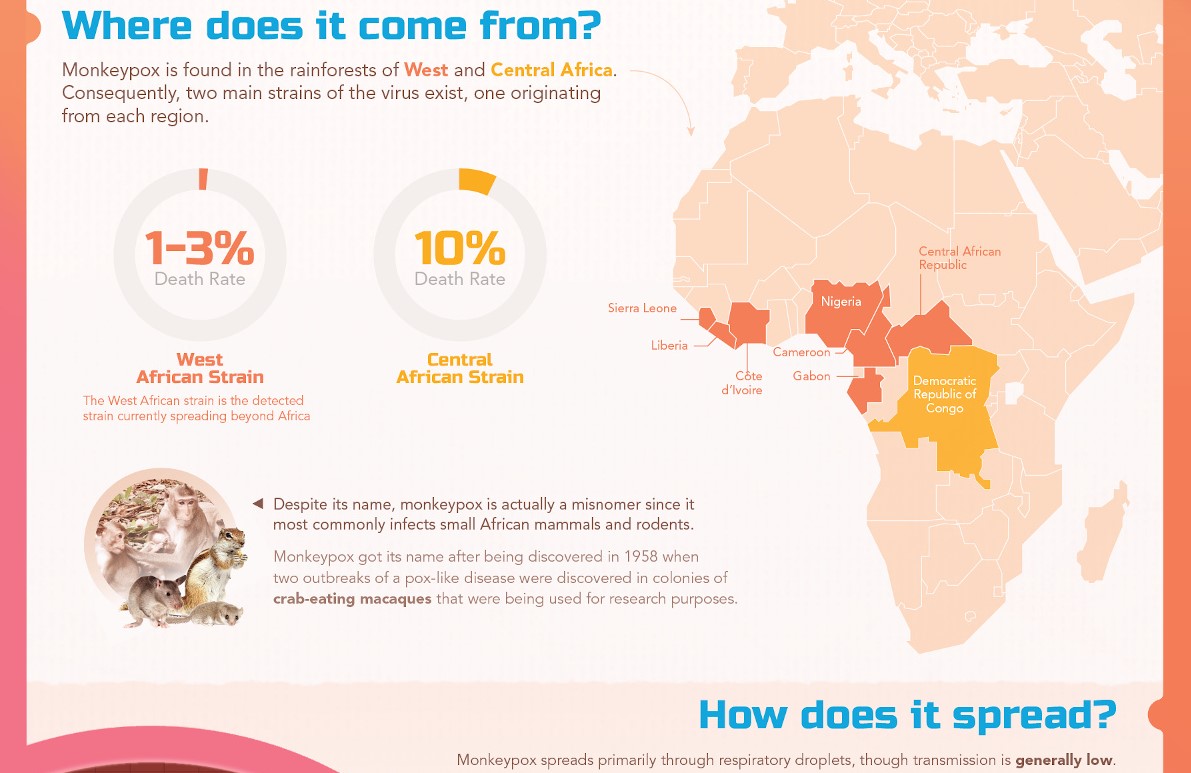 Where does it come from?
Monkeypox is found in the rainforests of West and Central Africa.
Consequently, two main strains of the virus exist, one originating
from each region.
1-3%
Death Rate
West
African Strain
The West African strain is the detected
strain currently spreading beyond Africa
10%
Death Rate
Central
African Strain
Central African
Republic
Nigeria
Sierra Leone
Liberia
Côte
d'Ivoire
Cameroon
Gabon
Democratic
Republic of
Congo
Despite its name, monkeypox is actually a misnomer since it
most commonly infects small African mammals and rodents.
Monkeypox got its name after being discovered in 1958 when
two outbreaks of a pox-like disease were discovered in colonies of
crab-eating macaques that were being used for research purposes.
How does it spread?
Monkeypox spreads primarily through respiratory droplets, though transmission is generally low.